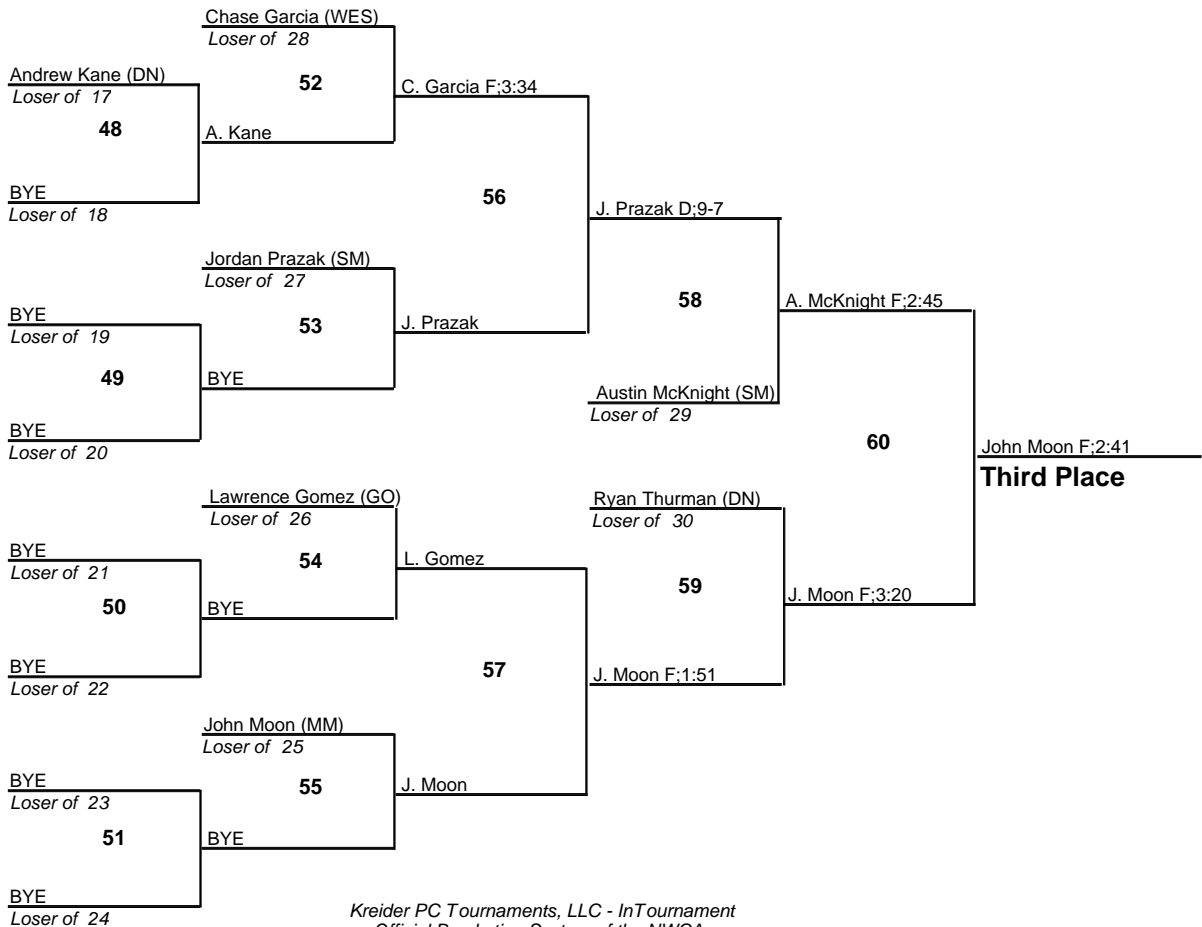 Chase Garcia (WES)
Loser of 28
Andrew Kane (DN)
Loser of 17
52
C. Garcia F;3:34
48
A. Kane
BYE
Loser of 18
56
J. Prazak D;9-7
Jordan Prazak (SM)
Loser of 27
58
A. McKnight F;2:45
BYE
Loser of 19
53
J. Prazak
49
BYE
Austin McKnight (SM)
Loser of 29
BYE
Loser of 20
60
John Moon F;2:41
Third Place
Lawrence Gomez (GO)
Loser of 26
Ryan Thurman (DN)
Loser of 30
BYE
Loser of 21
54
L. Gomez
59
J. Moon F;3:20
50
BYE
BYE
Loser of 22
57
J. Moon F;1:51
John Moon (MM)
Loser of 25
BYE
Loser of 23
55
J. Moon
51
BYE
BYE
Loser of 24
Kreider PC Tournaments, LLC - InTournament